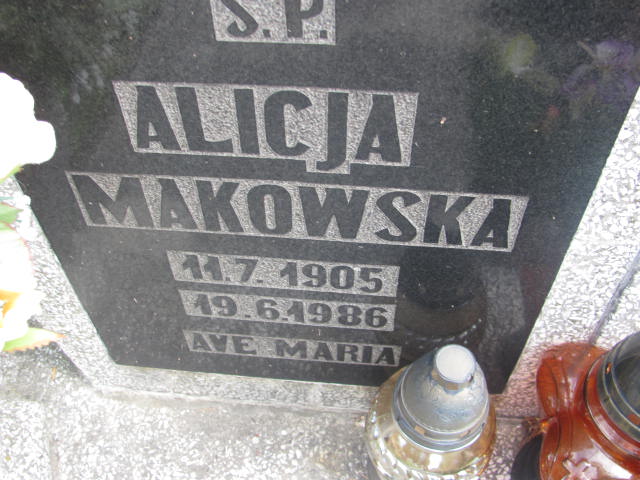 Ś.P.
ALICJA
MAKOWSKA
11.7.1905
19.6.1986
AVE MARIA